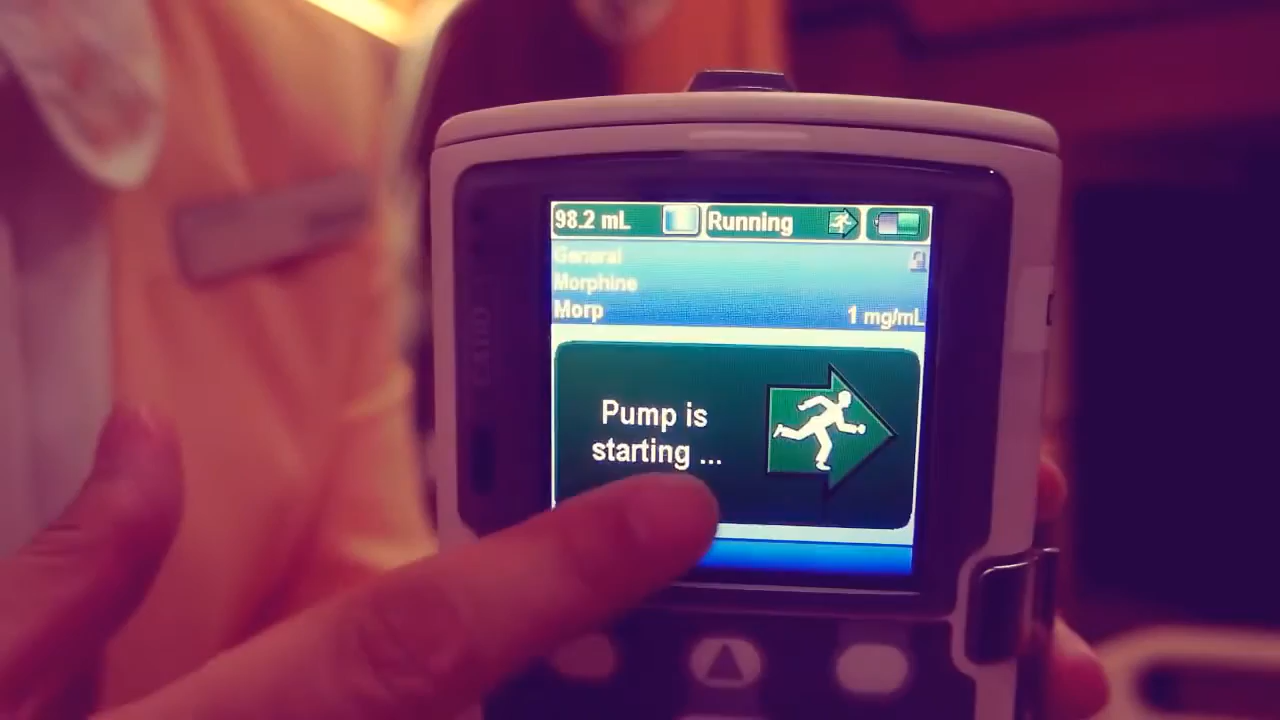 98.2 mL Running
General
Morphine
Morp 1 mg/mL
Pump is
starting ...